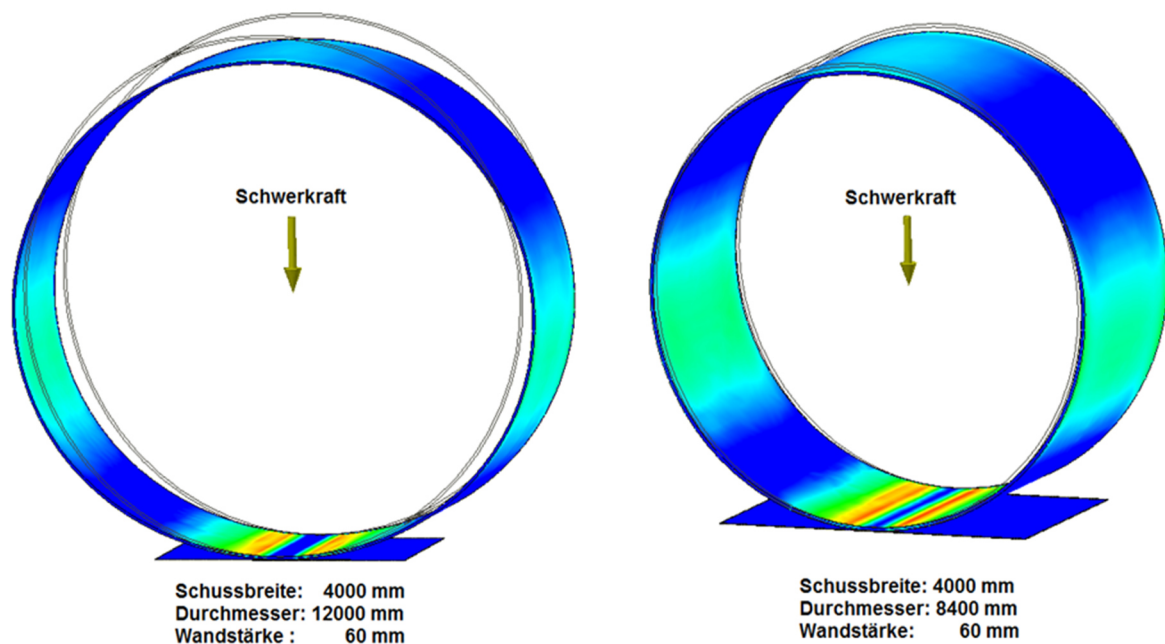 Schwerkraft
Schussbreite: 4000 mm
Durchmesser: 12000 mm
Wandstärke : 60 mm
Schwerkraft
Schussbreite: 4000 mm
Durchmesser: 8400 mm
Wandstärke: 60 mm